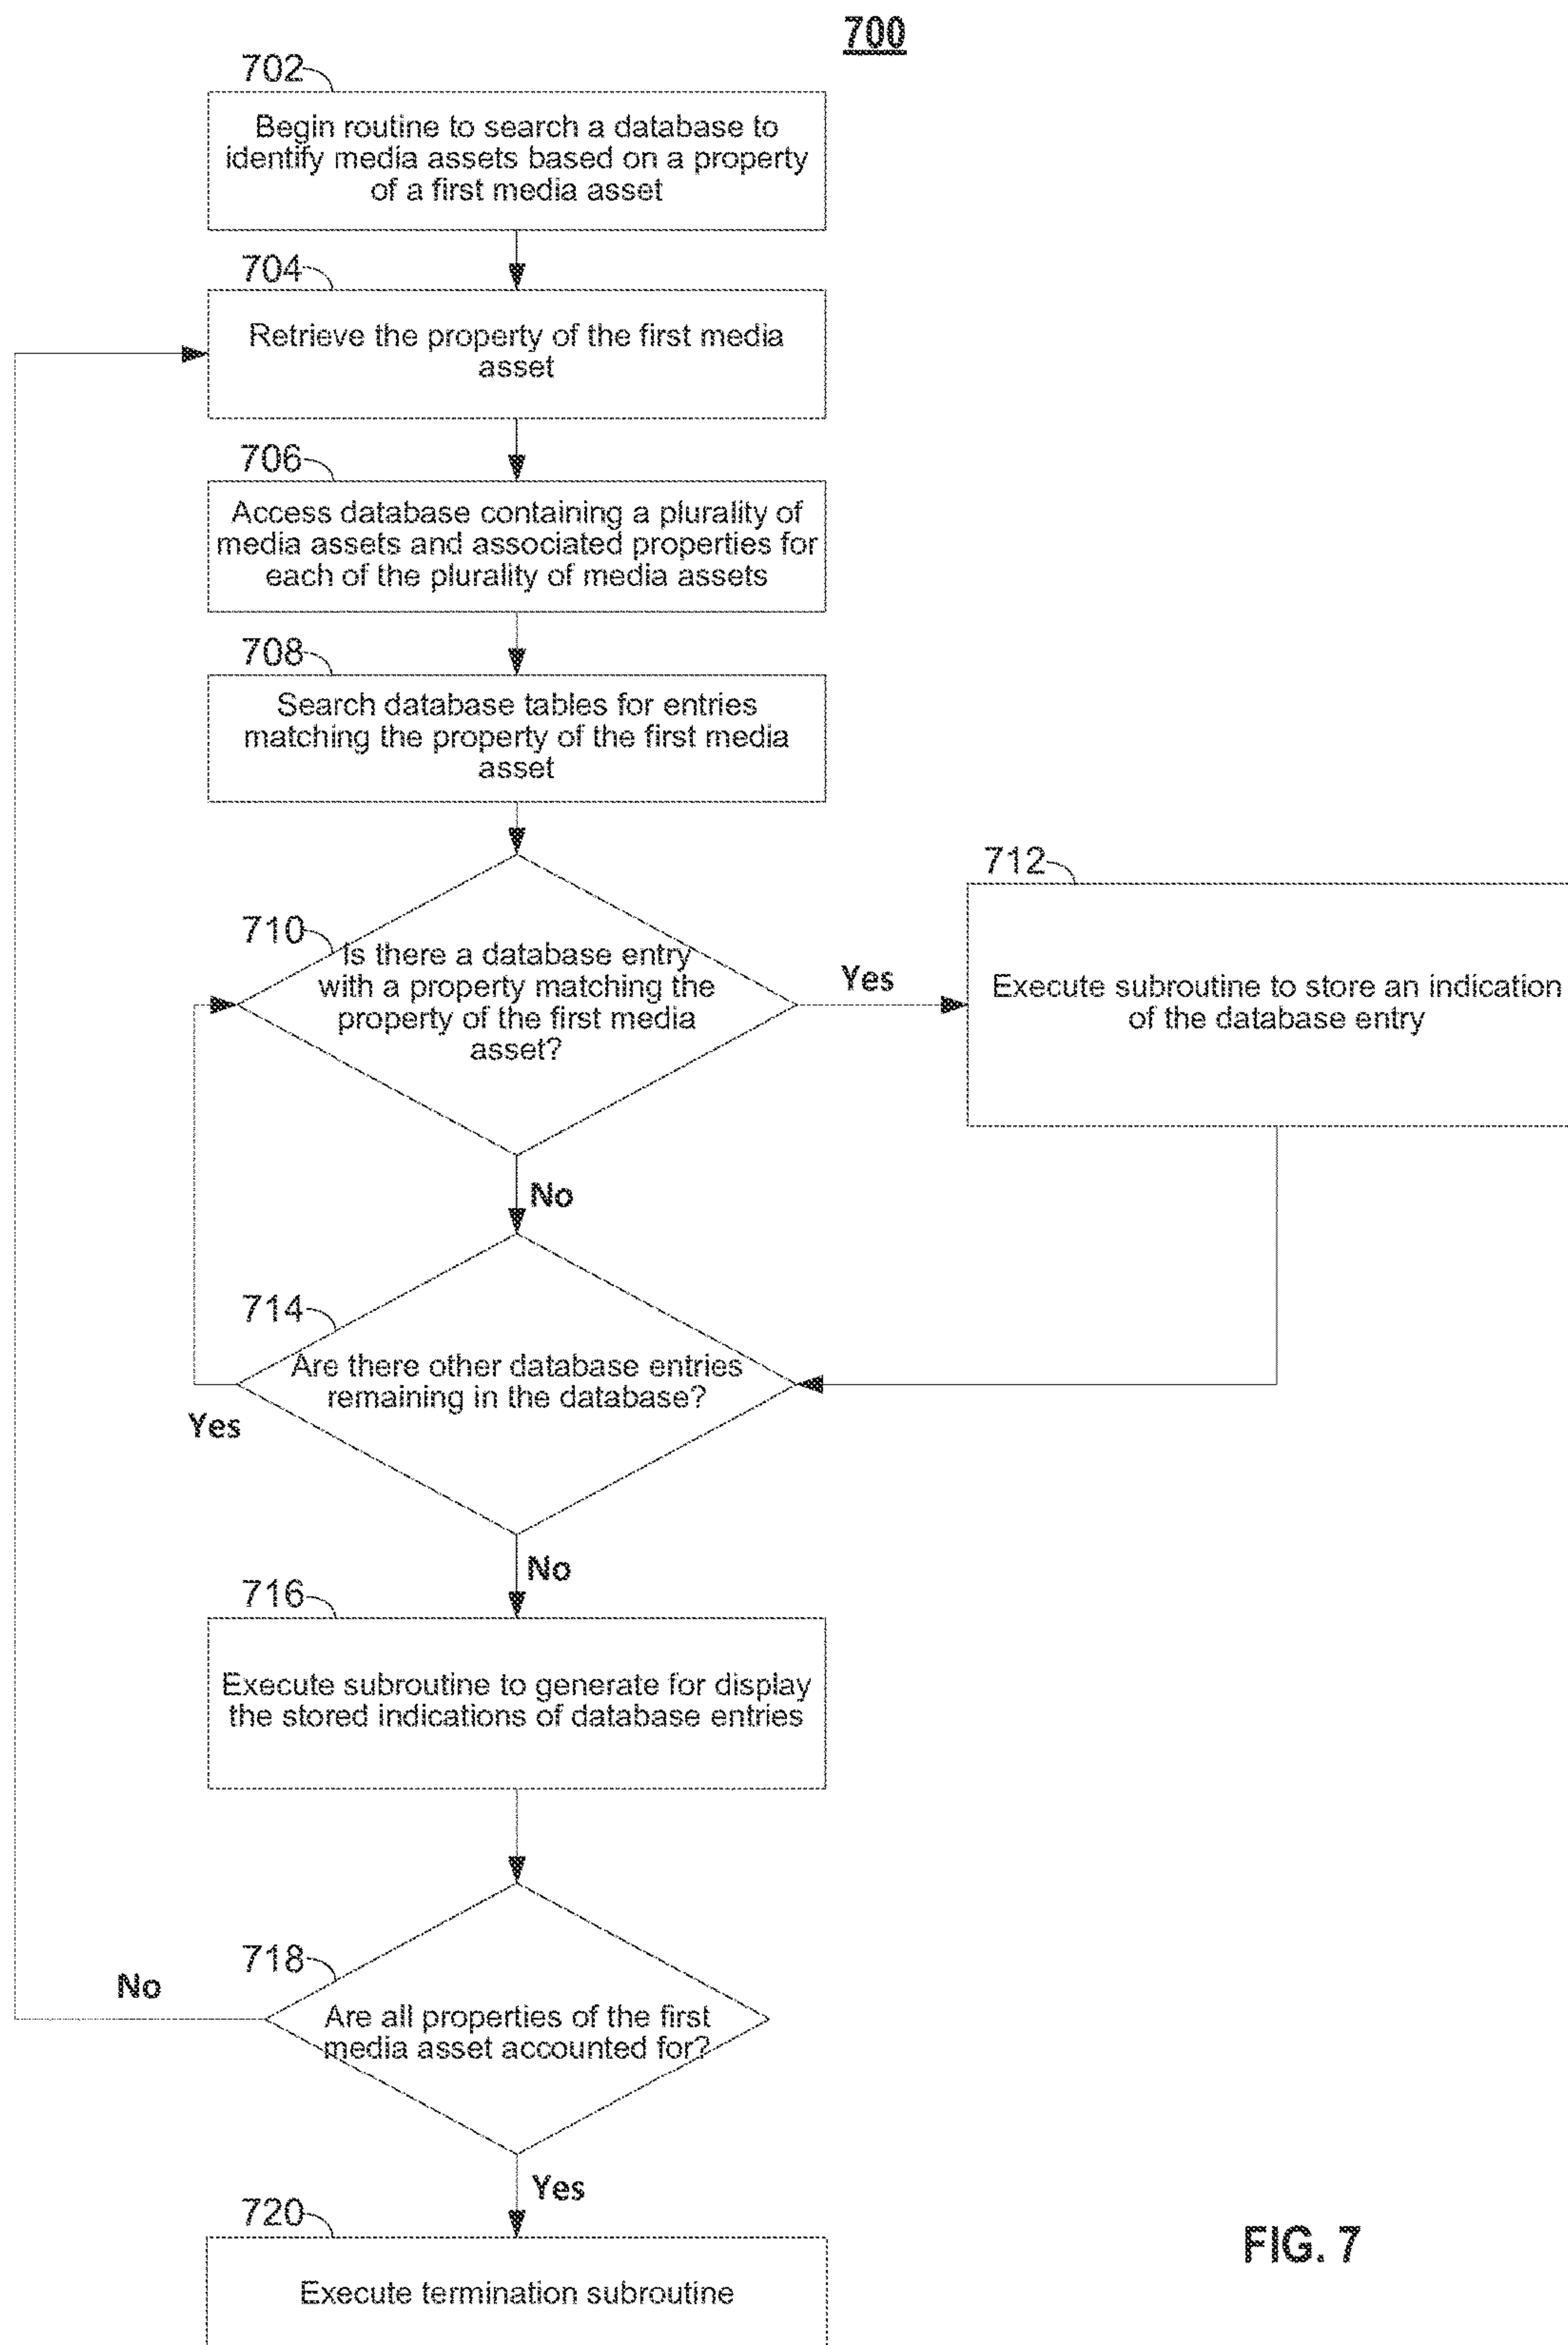 700
702
Begin routine to search a database to
identify media assets based on a property
of a first media asset
704
Retrieve the property of the first media
asset
706
Access database containing a plurality of
media assets and associated properties for
each of the plurality of media assets
708
Search database tables for entries
matching the property of the first media
asset
710
Is there a database entry
with a property matching the
property of the first media
asset?
Yes
712
Execute subroutine to store an indication
of the database entry
No
714
Are there other database entries
remaining in the database?
Yes
No
716
Execute subroutine to generate for display
the stored indications of database entries
718
Are all properties of the first
media asset accounted for?
No
Yes
720
Execute termination subroutine
FIG. 7